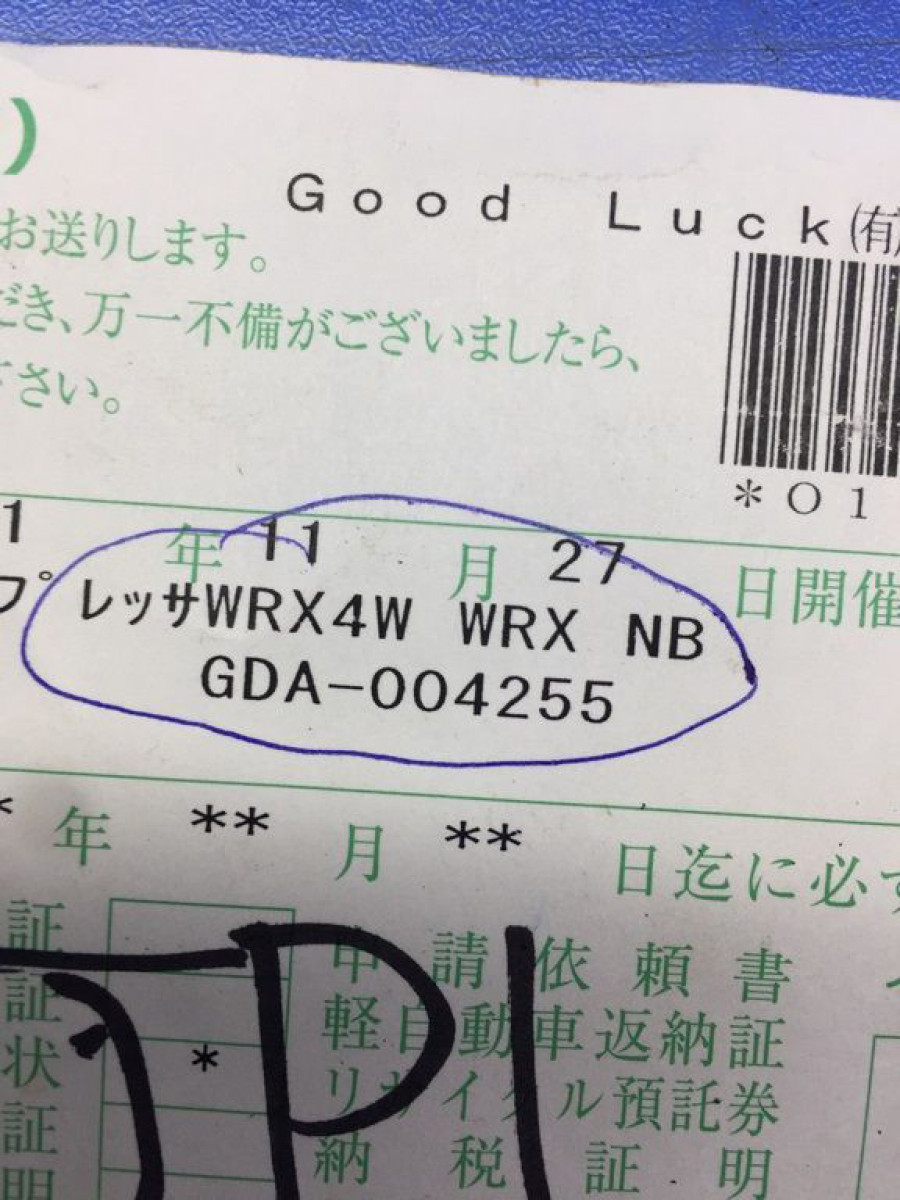 )
Good Luck(有)
お送りします。
だき、万一不備がございましたら、
下さい。
*01
1 年 11 月 27 日開催
プレッサWRX4W WRX NB
GDA-004255
* 年 ** 月 ** 日迄に必ず
証 申請依頼書
証 軽自動車返納証
状 * リサイクル預託券
証明 納税証明